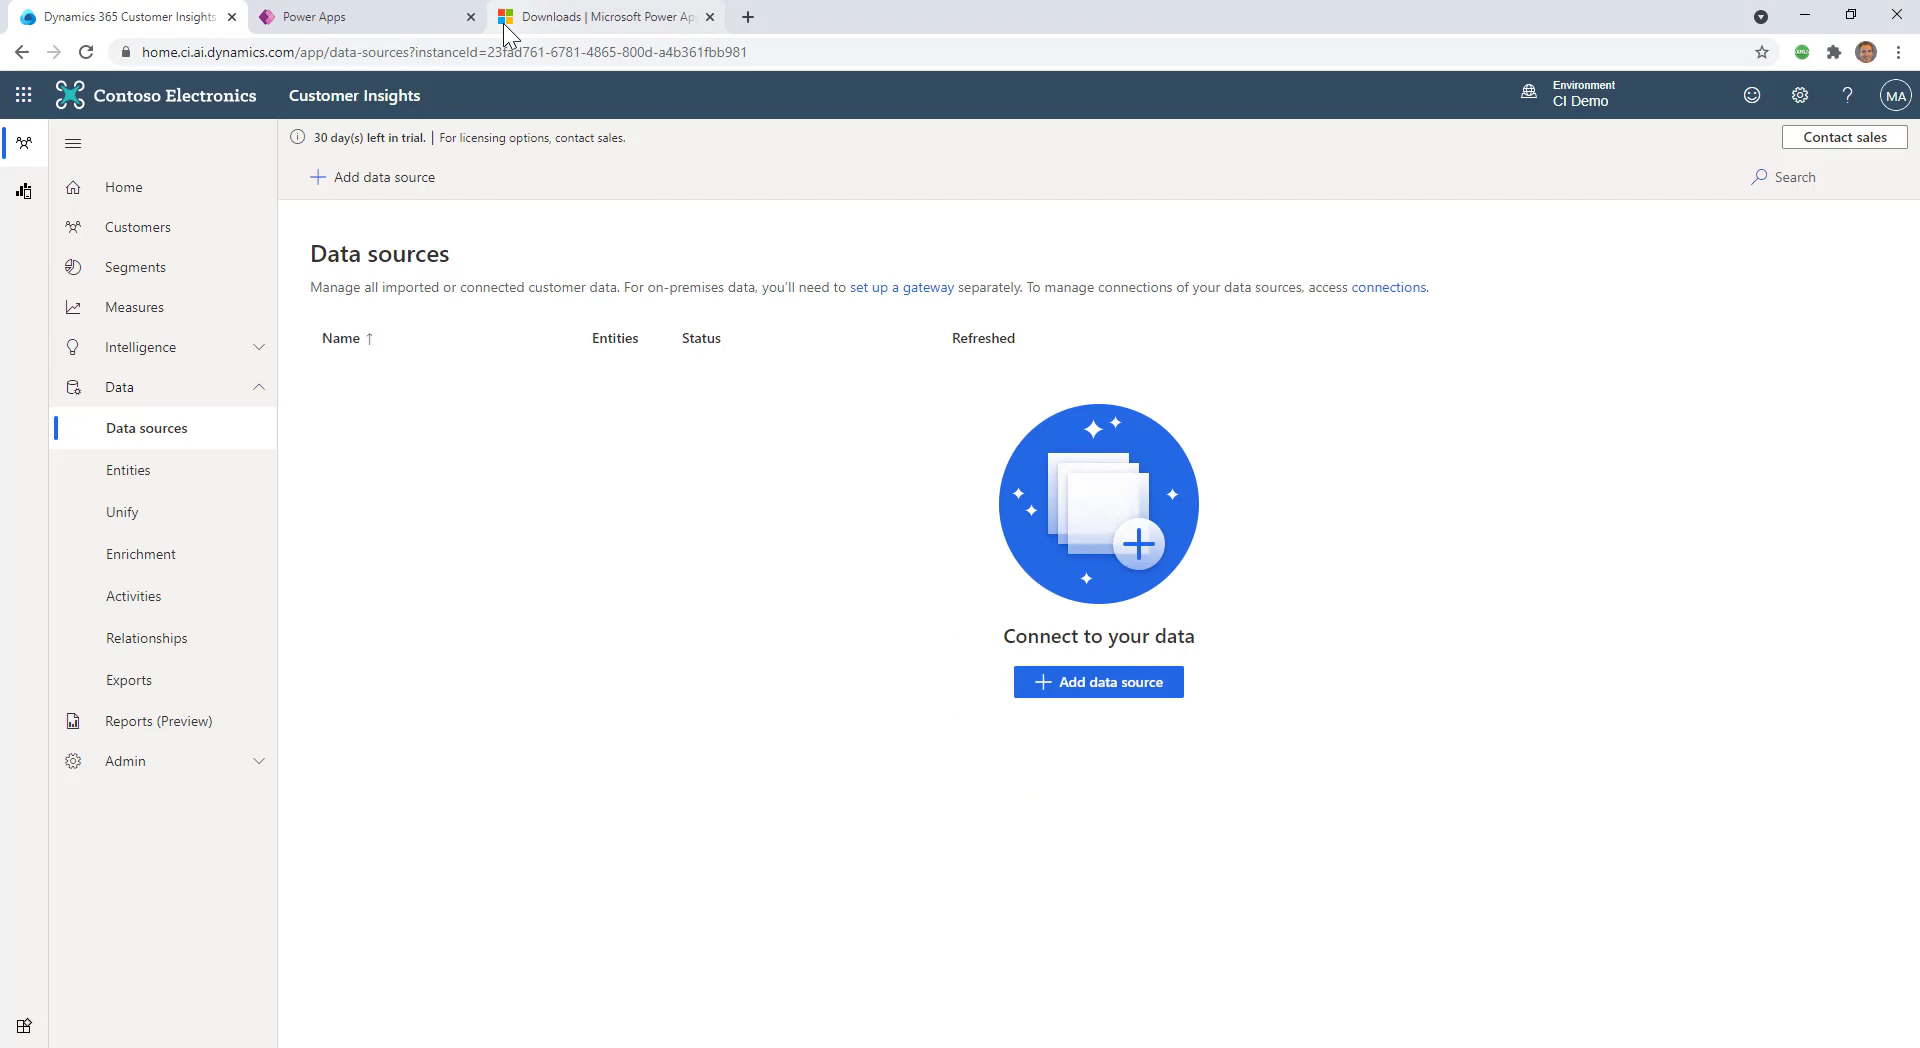 Dynamics 365 Customer Insights
Power Apps
Downloads | Microsoft Power Ap
home.ci.ai.dynamics.com/app/data-sources?instanceId=23fad761-6781-4865-800d-a4b361fbb981
Contoso Electronics
Customer Insights
Environment
CI Demo
MA
30 day(s) left in trial. | For licensing options, contact sales.
Contact sales
Add data source
Search
Home
Customers
Segments
Measures
Intelligence
Data
Data sources
Entities
Unify
Enrichment
Activities
Relationships
Exports
Reports (Preview)
Admin
Data sources
Manage all imported or connected customer data. For on-premises data, you'll need to set up a gateway separately. To manage connections of your data sources, access connections.
Name ↑ Entities Status Refreshed
Connect to your data
Add data source